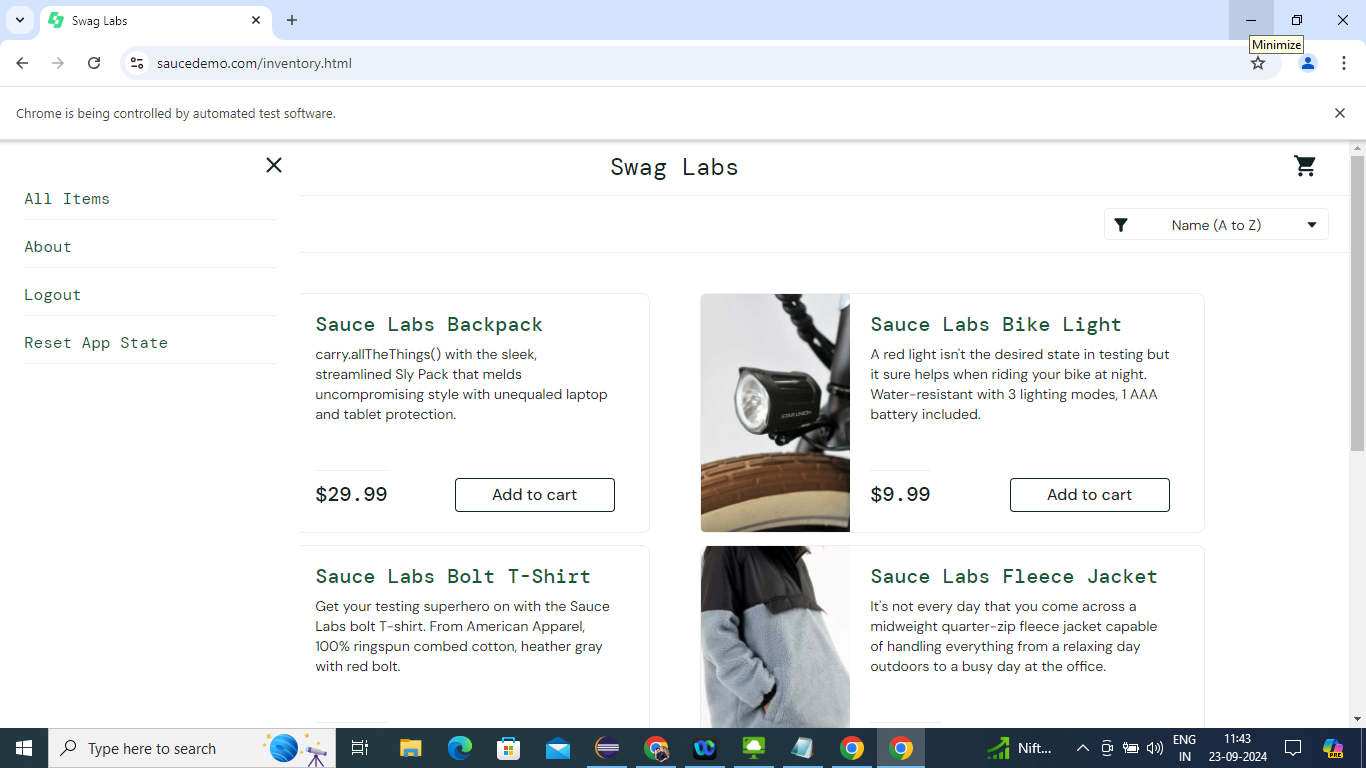 Swag Labs
Minimize
saucedemo.com/inventory.html
Chrome is being controlled by automated test software.
Swag Labs
All Items
About
Logout
Reset App State
Name (A to Z)
Sauce Labs Backpack
carry.allTheThings() with the sleek,
streamlined Sly Pack that melds
uncompromising style with unequaled laptop
and tablet protection.
$29.99
Add to cart
Sauce Labs Bike Light
A red light isn't the desired state in testing but
it sure helps when riding your bike at night.
Water-resistant with 3 lighting modes, 1 AAA
battery included.
STAR UNION
$9.99
Add to cart
Sauce Labs Bolt T-Shirt
Get your testing superhero on with the Sauce
Labs bolt T-shirt. From American Apparel,
100% ringspun combed cotton, heather gray
with red bolt.
Sauce Labs Fleece Jacket
It's not every day that you come across a
midweight quarter-zip fleece jacket capable
of handling everything from a relaxing day
outdoors to a busy day at the office.
Type here to search
Nift...
ENG
IN
11:43
23-09-2024
PRE